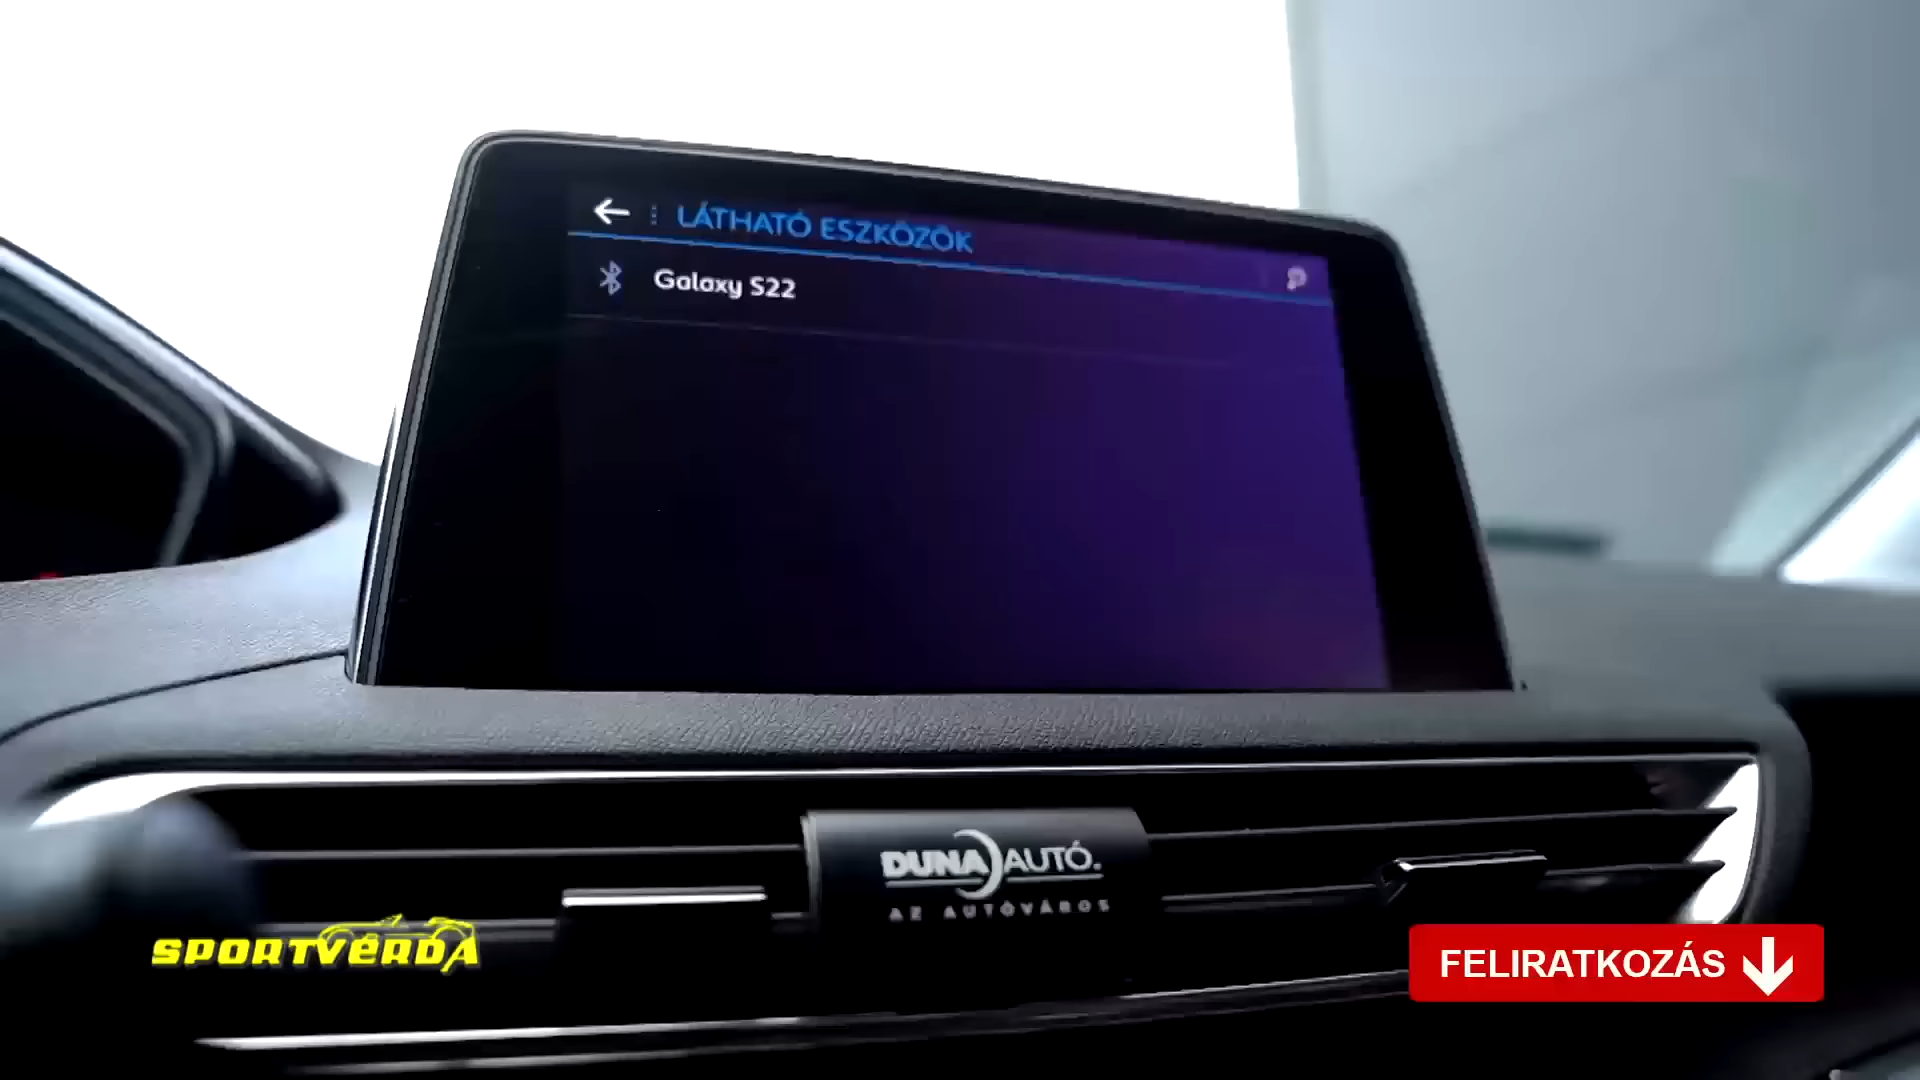 LÁTHATÓ ESZKÖZÖK
Galaxy S22
DUNA AUTÓ.
AZ AUTÓVÁROS
SPORTVERDA
FELIRATKOZÁS